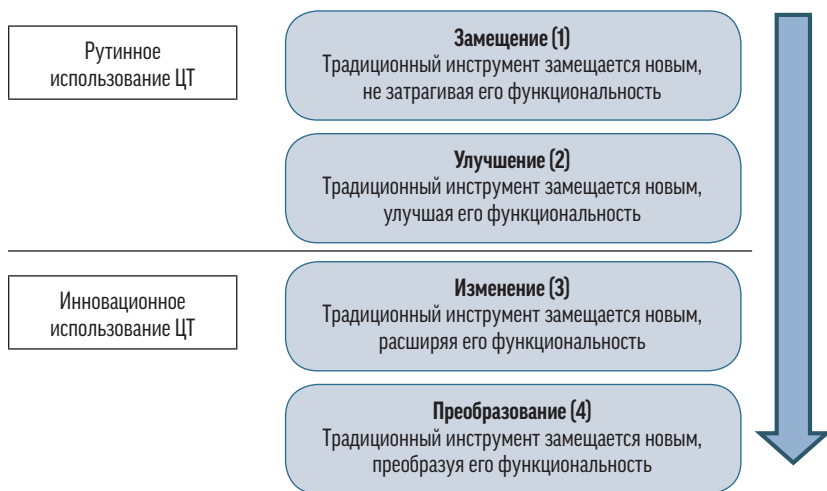 Рутинное
использование ЦТ
Замещение (1)
Традиционный инструмент замещается новым,
не затрагивая его функциональность
Улучшение (2)
Традиционный инструмент замещается новым,
улучшая его функциональность
Инновационное
использование ЦТ
Изменение (3)
Традиционный инструмент замещается новым,
расширяя его функциональность
Преобразование (4)
Традиционный инструмент замещается новым,
преобразуя его функциональность